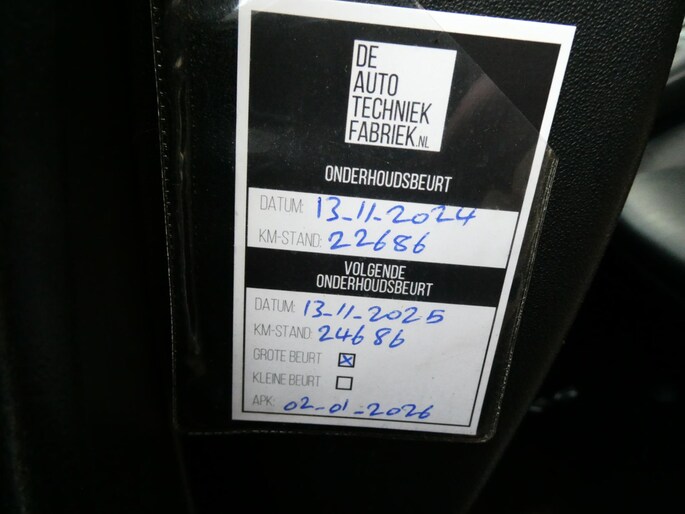 DE
AUTO
TECHNIEK
FABRIEK.NL
ONDERHOUDSBEURT
DATUM: 13-11-2024
KM-STAND: 22686
VOLGENDE
ONDERHOUDSBEURT
DATUM: 13-11-2025
KM-STAND: 24686
GROTE BEURT ☒
KLEINE BEURT ☐
APK: 02-01-2026